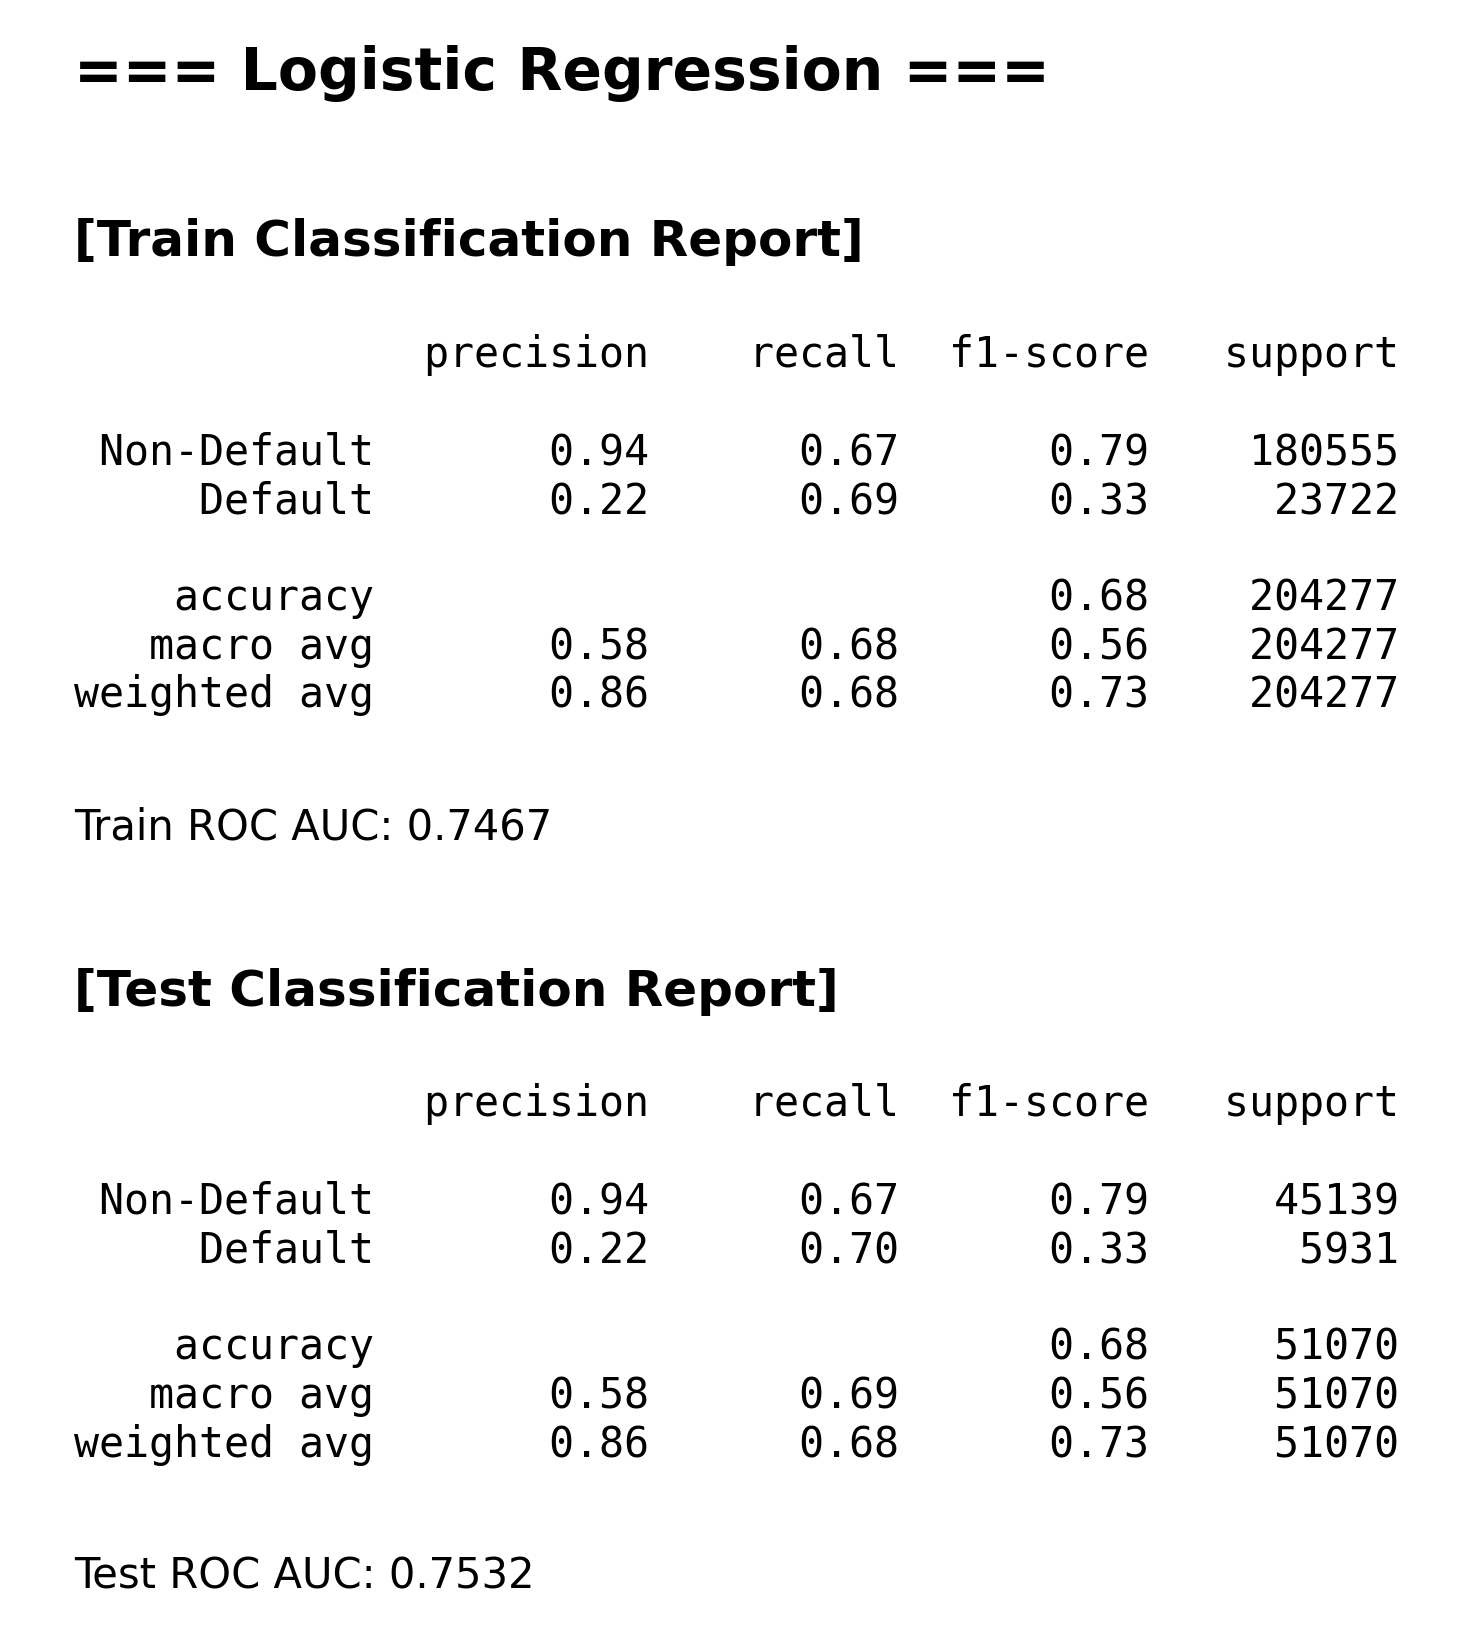 === Logistic Regression ===
[Train Classification Report]
precision recall f1-score support
Non-Default 0.94 0.67 0.79 180555
Default 0.22 0.69 0.33 23722
accuracy 0.68 204277
macro avg 0.58 0.68 0.56 204277
weighted avg 0.86 0.68 0.73 204277
Train ROC AUC: 0.7467
[Test Classification Report]
precision recall f1-score support
Non-Default 0.94 0.67 0.79 45139
Default 0.22 0.70 0.33 5931
accuracy 0.68 51070
macro avg 0.58 0.69 0.56 51070
weighted avg 0.86 0.68 0.73 51070
Test ROC AUC: 0.7532